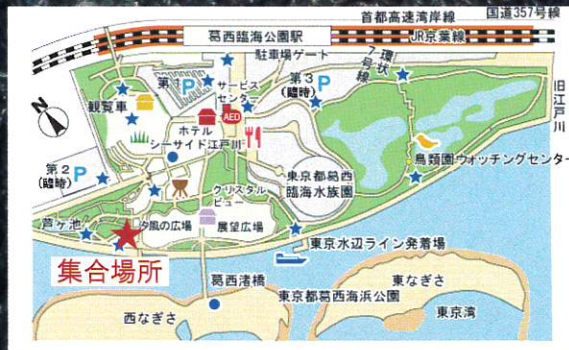 国道357号線
首都高速湾岸線
葛西臨海公園駅
JR京葉線
駐車場ゲート
環状
7号線
第1
P
サービス
センター
第3
(臨時)
P
旧江戸川
N
観覧車
AED
ホテル
シーサイド江戸川
鳥類園ウォッチングセンター
第2
(臨時)
P
東京都葛西
臨海水族園
クリスタル
ビュー
芦ヶ池
汐風の広場
展望広場
東京水辺ライン発着場
集合場所
葛西渚橋
東京都葛西海浜公園
東なぎさ
西なぎさ
東京湾